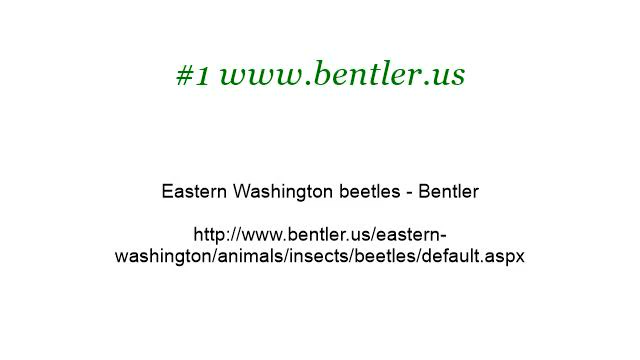 #1 www.bentler.us
Eastern Washington beetles - Bentler
http://www.bentler.us/eastern-
washington/animals/insects/beetles/default.aspx